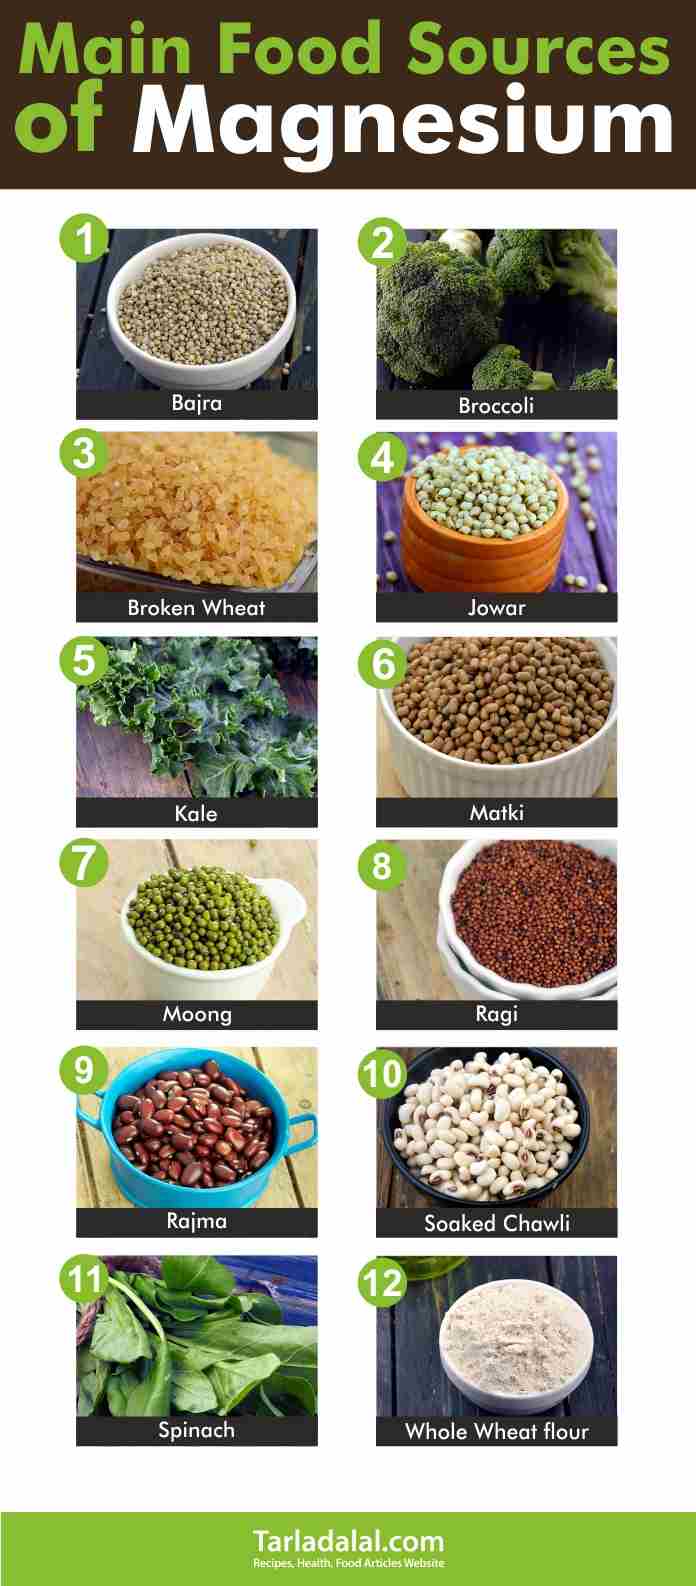 Main Food Sources
of Magnesium
1
Bajra
2
Broccoli
3
Broken Wheat
4
Jowar
5
Kale
6
Matki
7
Moong
8
Ragi
9
Rajma
10
Soaked Chawli
11
Spinach
12
Whole Wheat flour
Tarladalal.com
Recipes, Health, Food Articles Website